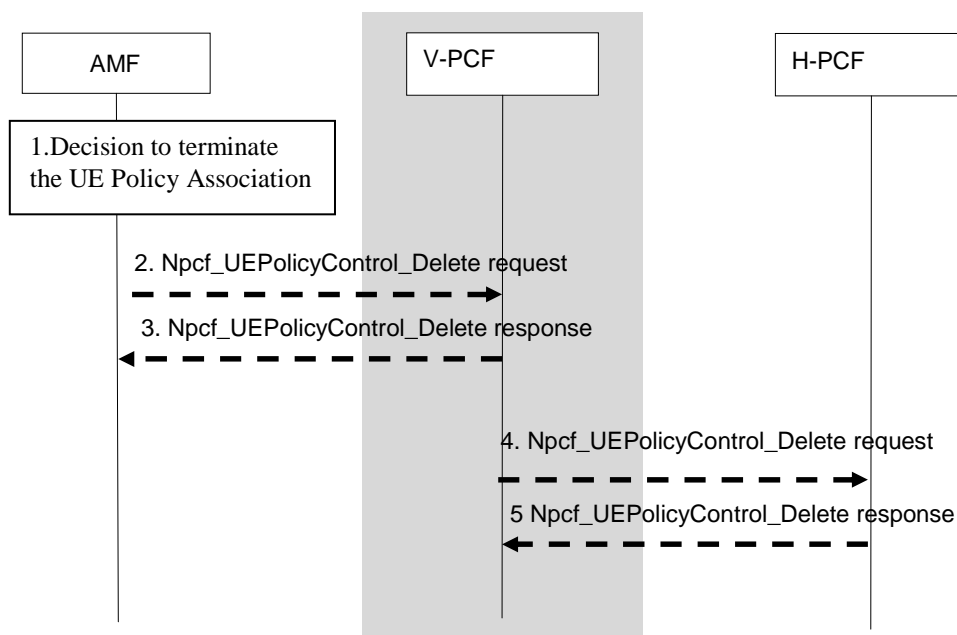 AMF
V-PCF
H-PCF
1.Decision to terminate
the UE Policy Association
2. Npcf_UEPolicyControl_Delete request
3. Npcf_UEPolicyControl_Delete response
4. Npcf_UEPolicyControl_Delete request
5 Npcf_UEPolicyControl_Delete response